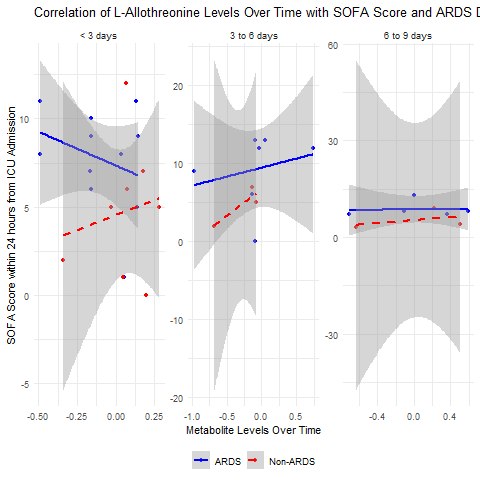 Correlation of L-Allothreonine Levels Over Time with SOFA Score and ARDS D
< 3 days
3 to 6 days
6 to 9 days
SOFA Score within 24 hours from ICU Admission
10
5
0
-5
20
10
0
-10
-20
60
30
0
-30
-0.50 -0.25 0.00 0.25
-1.0 -0.5 0.0 0.5
-0.4 0.0 0.4
Metabolite Levels Over Time
ARDS Non-ARDS